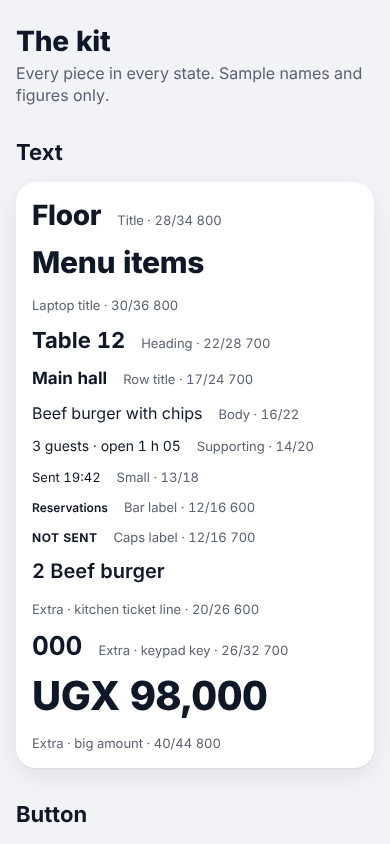 The kit
Every piece in every state. Sample names and
figures only.
Text
Floor Title · 28/34 800
Menu items
Laptop title · 30/36 800
Table 12 Heading · 22/28 700
Main hall Row title · 17/24 700
Beef burger with chips Body · 16/22
3 guests · open 1 h 05 Supporting · 14/20
Sent 19:42 Small · 13/18
Reservations Bar label · 12/16 600
NOT SENT Caps label · 12/16 700
2 Beef burger
Extra · kitchen ticket line · 20/26 600
000 Extra · keypad key · 26/32 700
UGX 98,000
Extra · big amount · 40/44 800
Button